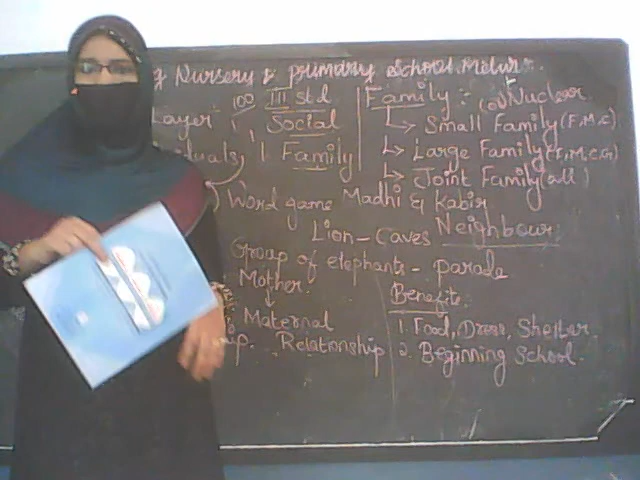 Nursery & primary School. Melur.
Layer III std
Social
Family
Word game Madhi & Kabir
Lion - Caves
Group of elephants - parade
Mother
↓
Maternal
Relationship
Family :- (or) Nuclear
↳ Small Family (F, M, C)
↳ Large Family (F, M, C, G)
↳ Joint Family (all)
Neighbour:
Benefits
1. Food, Dress, Shelter
2. Beginning School.